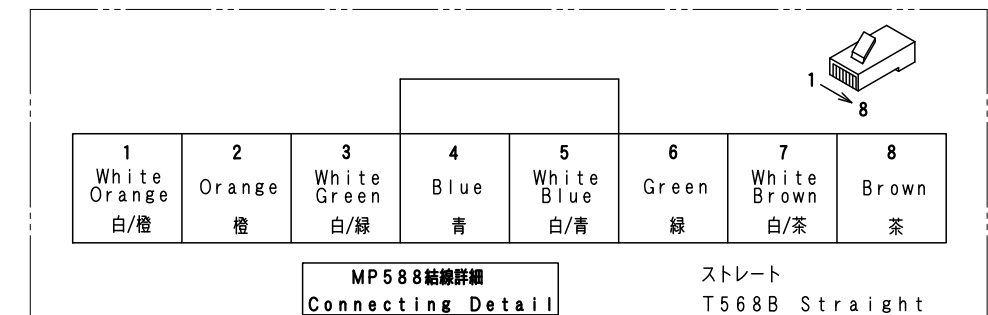 1
8
1 2 3 4 5 6 7 8
White Orange Orange White Green Blue White Blue Green White Brown Brown
白/橙 橙 白/緑 青 白/青 緑 白/茶 茶
MP588結線詳細
Connecting Detail
ストレート
T568B Straight